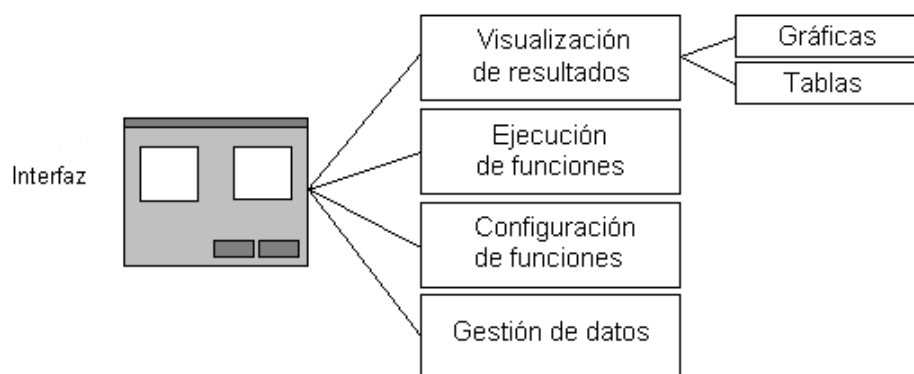 Interfaz
Visualización
de resultados
Gráficas
Tablas
Ejecución
de funciones
Configuración
de funciones
Gestión de datos